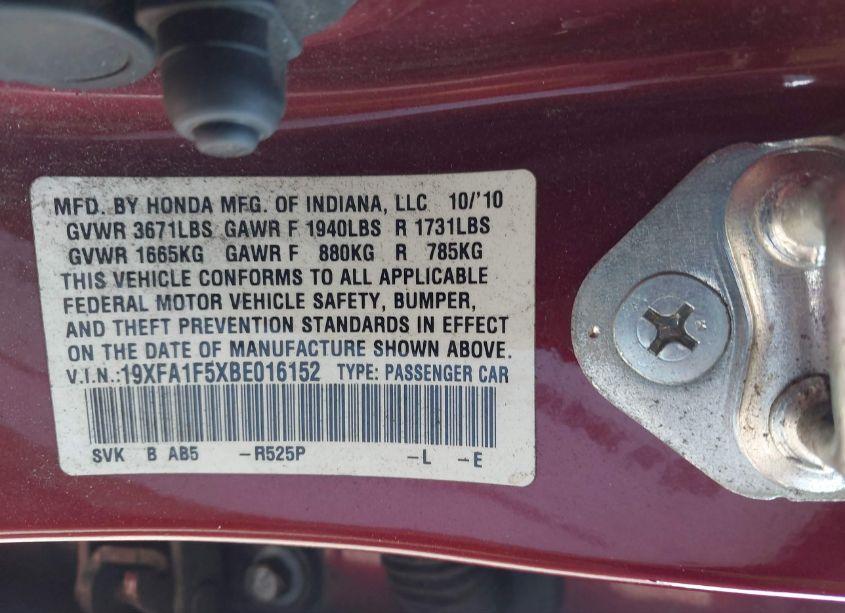 MFD. BY HONDA MFG. OF INDIANA, LLC 10/'10
GVWR 3671LBS GAWR F 1940LBS R 1731LBS
GVWR 1665KG GAWR F 880KG R 785KG
THIS VEHICLE CONFORMS TO ALL APPLICABLE
FEDERAL MOTOR VEHICLE SAFETY, BUMPER,
AND THEFT PREVENTION STANDARDS IN EFFECT
ON THE DATE OF MANUFACTURE SHOWN ABOVE.
V.I.N.:19XFA1F5XBE016152 TYPE: PASSENGER CAR
SVK B AB5 -R525P -L -E